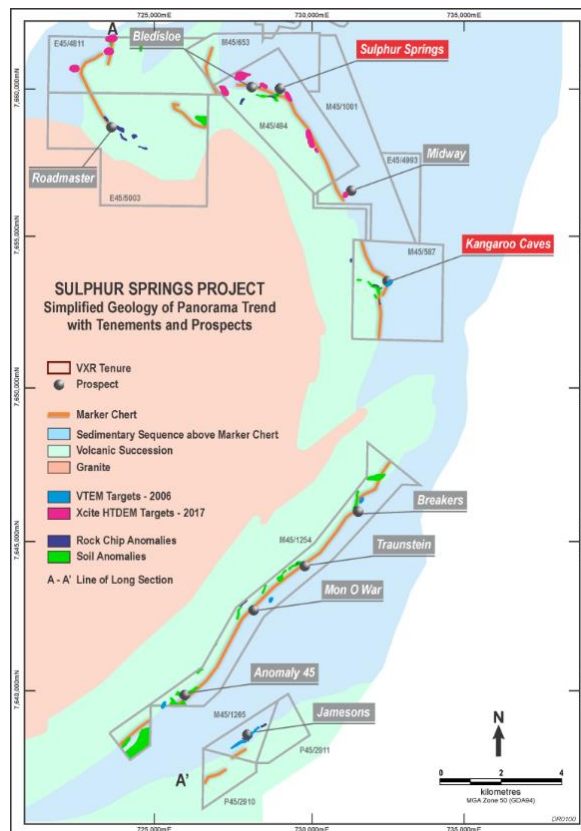 725,000mE
730,000mE
735,000mE
A
Bledisloe
M45/653
Sulphur Springs
E45/4811
7,660,000mN
M45/1001
M45/494
Midway
E45/4993
Roadmaster
E45/5003
7,655,000mN
Kangaroo Caves
M45/587
SULPHUR SPRINGS PROJECT
Simplified Geology of Panorama Trend
with Tenements and Prospects
VXR Tenure
Prospect
7,650,000mN
Marker Chert
Sedimentary Sequence above Marker Chert
Volcanic Succession
Granite
VTEM Targets - 2006
Xcite HTDEM Targets - 2017
Breakers
Rock Chip Anomalies
Soil Anomalies
7,645,000mN
M45/1254
Traunstein
A - A' Line of Long Section
Mon O War
Anomaly 45
7,640,000mN
M45/1265
Jamesons
P45/2911
N
A'
P45/2910
0 2 4
kilometres
MGA Zone 50 (GDA94)
725,000mE
730,000mE
735,000mE
DR0100